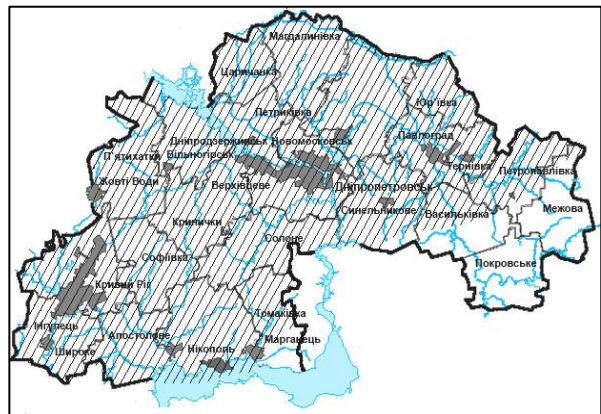 Магдалинівка
Царичанка
Петриківка
Юр'ївка
Дніпродзержинськ
Новомосковськ
Павлоград
П'ятихатки
Вільногірськ
Тернівка
Петропавлівка
Жовті Води
Верхівцеве
Дніпропетровськ
Межова
Кринички
Синельникове
Васильківка
Солоне
Софіївка
Покровське
Кривий Ріг
Інгулець
Апостолове
Томаківка
Широке
Нікополь
Марганець